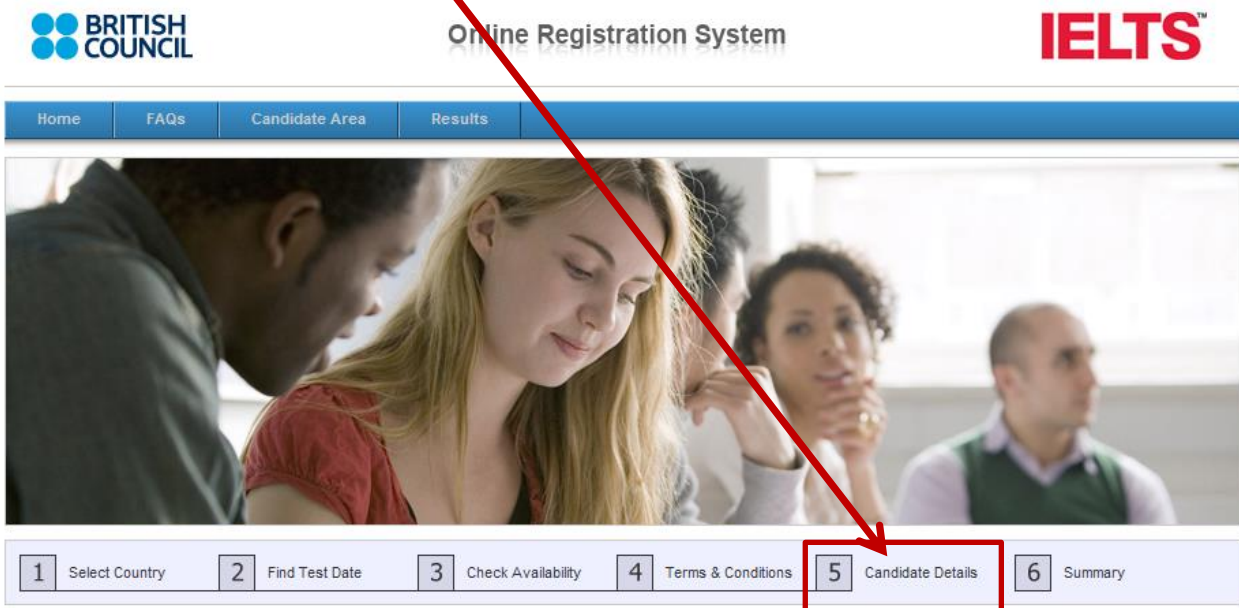 BRITISH
COUNCIL
Online Registration System
IELTS™
Home FAQs Candidate Area Results
1 Select Country 2 Find Test Date 3 Check Availability 4 Terms & Conditions 5 Candidate Details 6 Summary